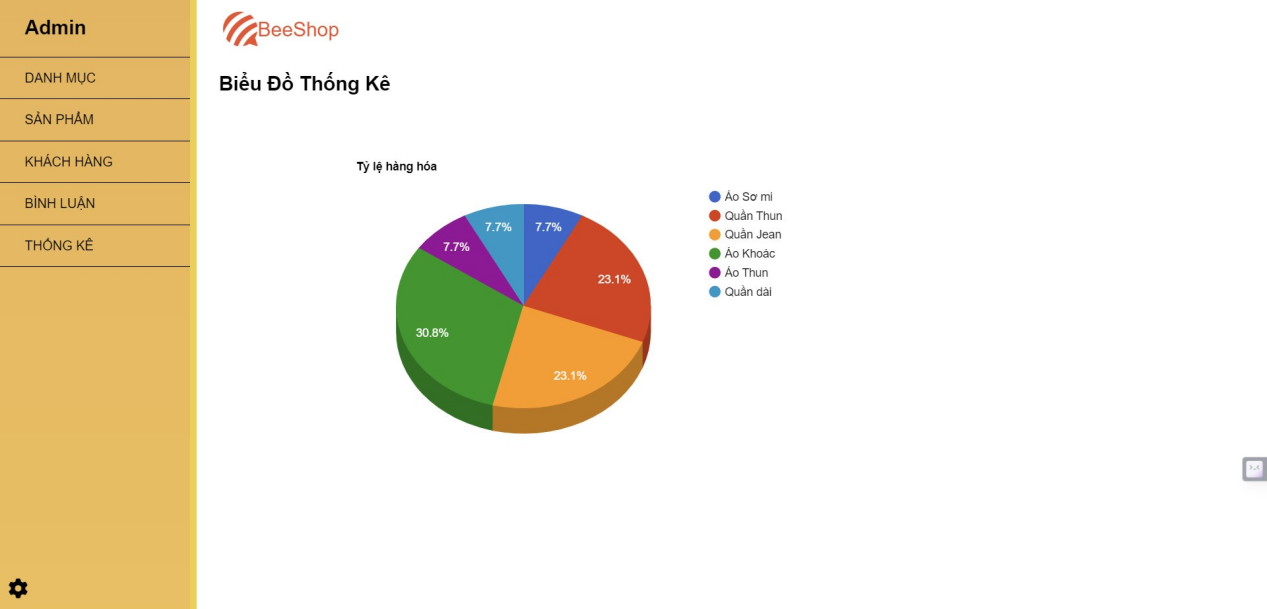 Admin
DANH MỤC
SẢN PHẨM
KHÁCH HÀNG
BÌNH LUẬN
THỐNG KÊ
BeeShop
Biểu Đồ Thống Kê
Tỷ lệ hàng hóa
7.7%
7.7%
7.7%
23.1%
30.8%
23.1%
Áo Sơ mi
Quần Thun
Quần Jean
Áo Khoác
Áo Thun
Quần dài